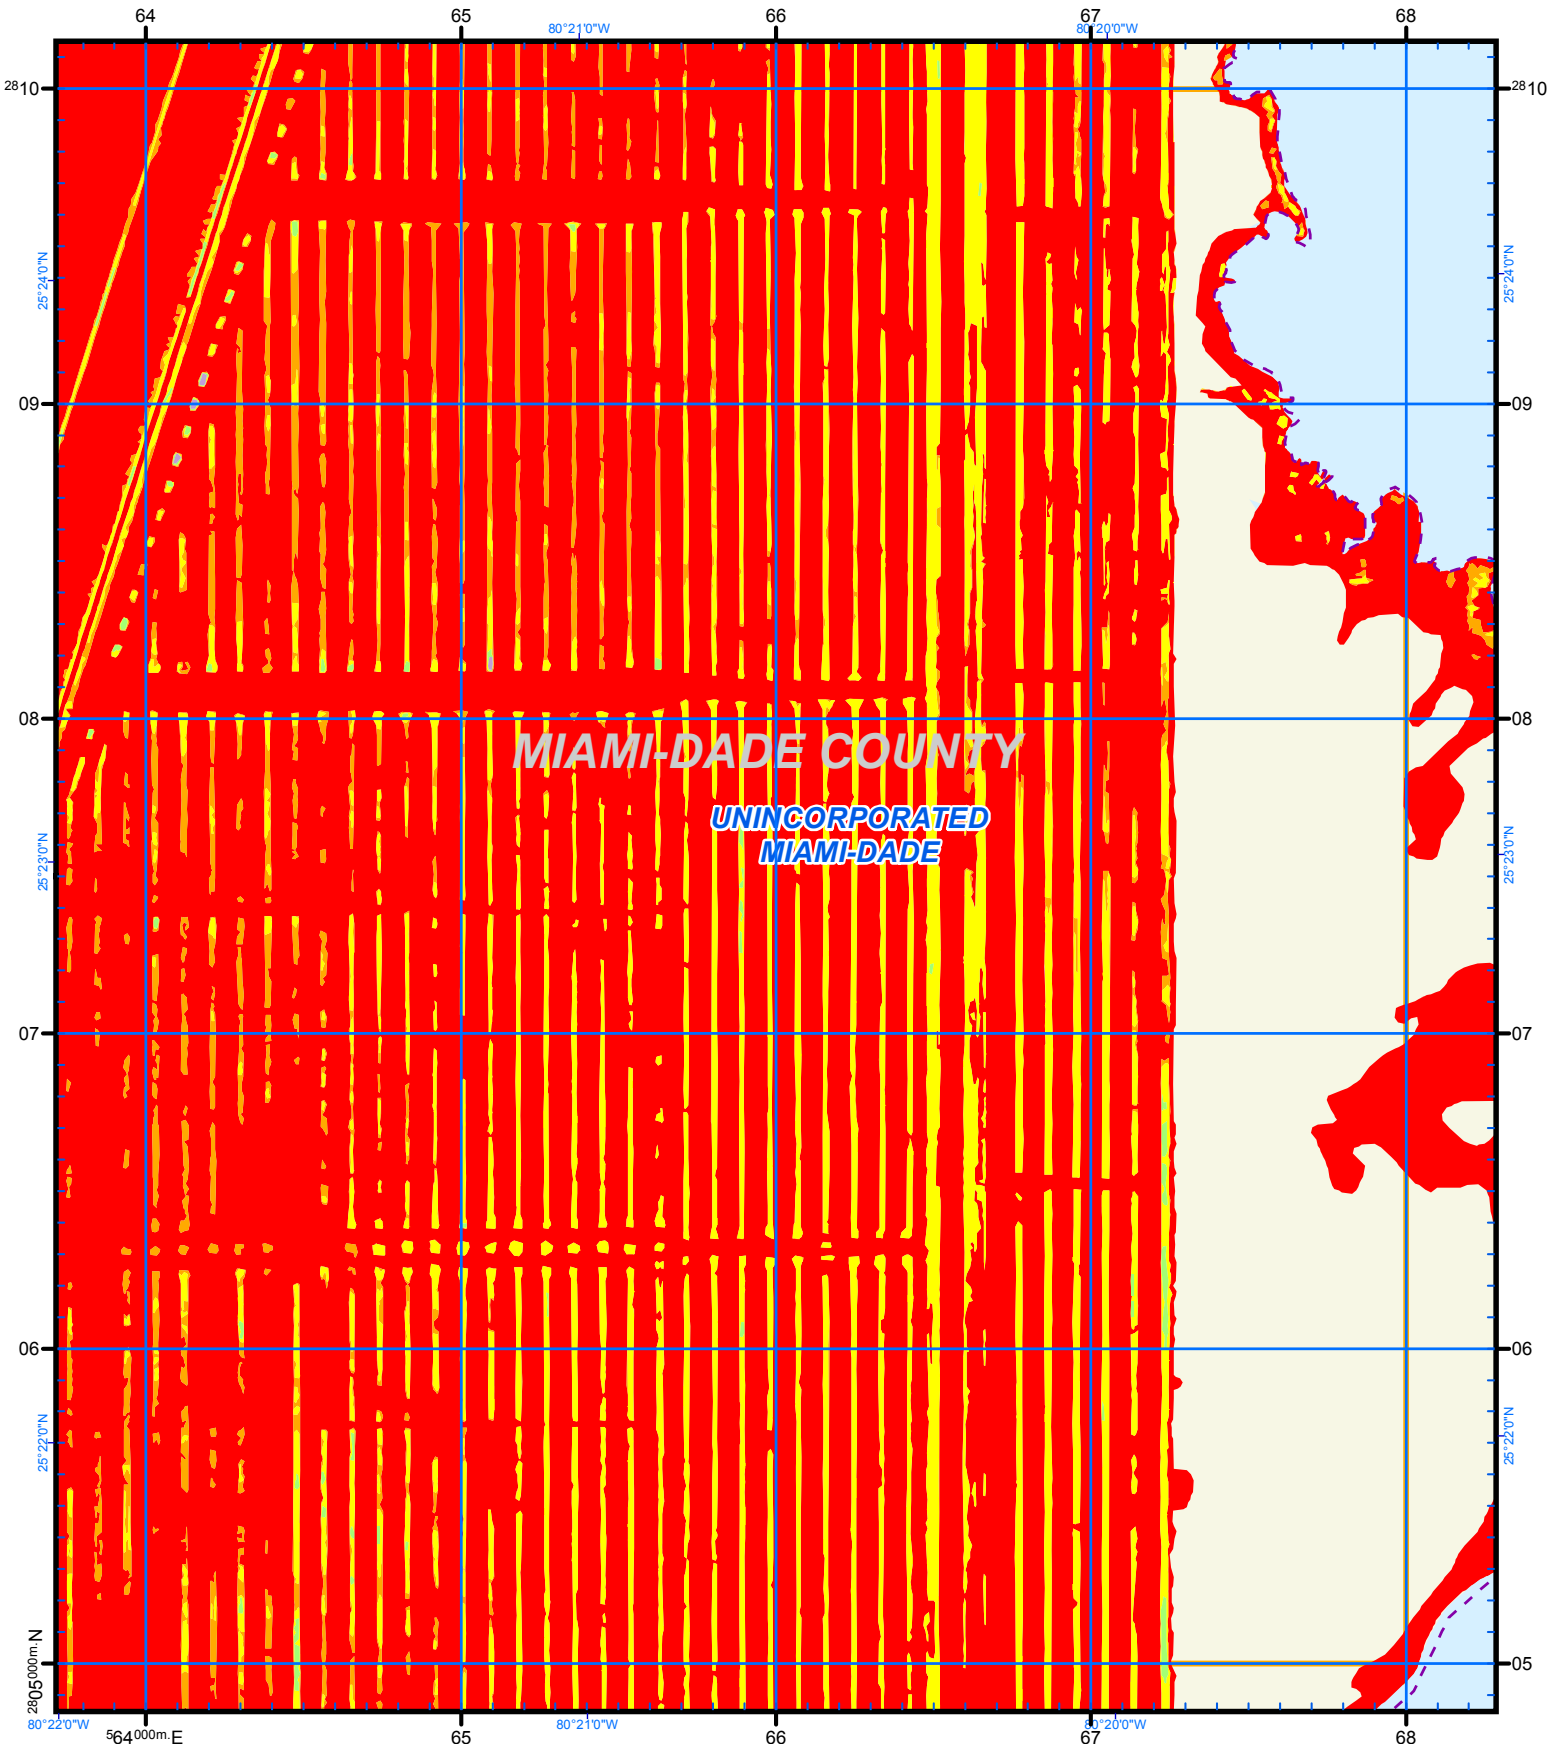 64 65 66 67 68
80°21'0"W 80°20'0"W
2810 2810
25°24'0"N 25°24'0"N
09 09
08 08
MIAMI-DADE COUNTY
UNINCORPORATED
MIAMI-DADE
25°23'0"N 25°23'0"N
07 07
06 06
25°22'0"N 25°22'0"N
2805000m. N 05
80°22'0"W 80°21'0"W 80°20'0"W
564000m. E 65 66 67 68